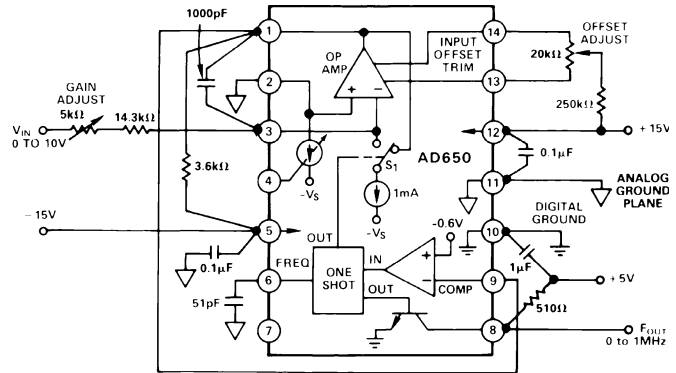 1000pF
1
14
OFFSET
ADJUST
OP
AMP
INPUT
OFFSET
TRIM
20kΩ
2
13
+
−
GAIN
ADJUST
5kΩ
14.3kΩ
250kΩ
VIN
0 TO 10V
3
12
+ 15V
3.6kΩ
S1
AD650
0.1μF
4
11
ANALOG
GROUND
PLANE
-VS
1mA
-VS
− 15V
5
10
DIGITAL
GROUND
-0.6V
OUT
0.1μF
FREQ
IN
+
−
1μF
6
ONE
SHOT
COMP
9
+ 5V
OUT
51pF
510Ω
7
8
FOUT
0 to 1MHz